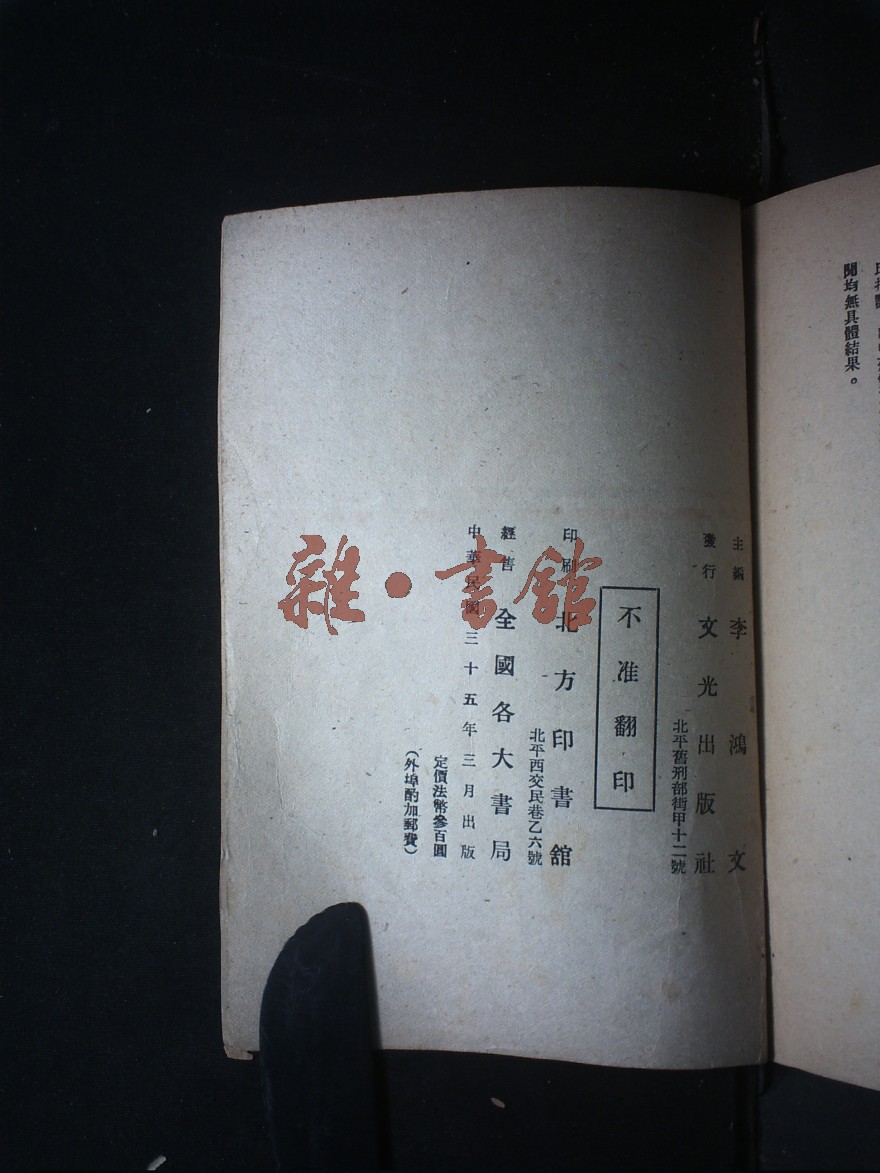 閱均無具體結果。
主編 李鴻文
發行 文光出版社
北平舊刑部街甲十二號
不准翻印
印刷 北方印書館
北平西交民巷乙六號
經售 全國各大書局
中華民國三十五年三月出版
定價法幣參百圓
（外埠酌加郵費）
雜·書館